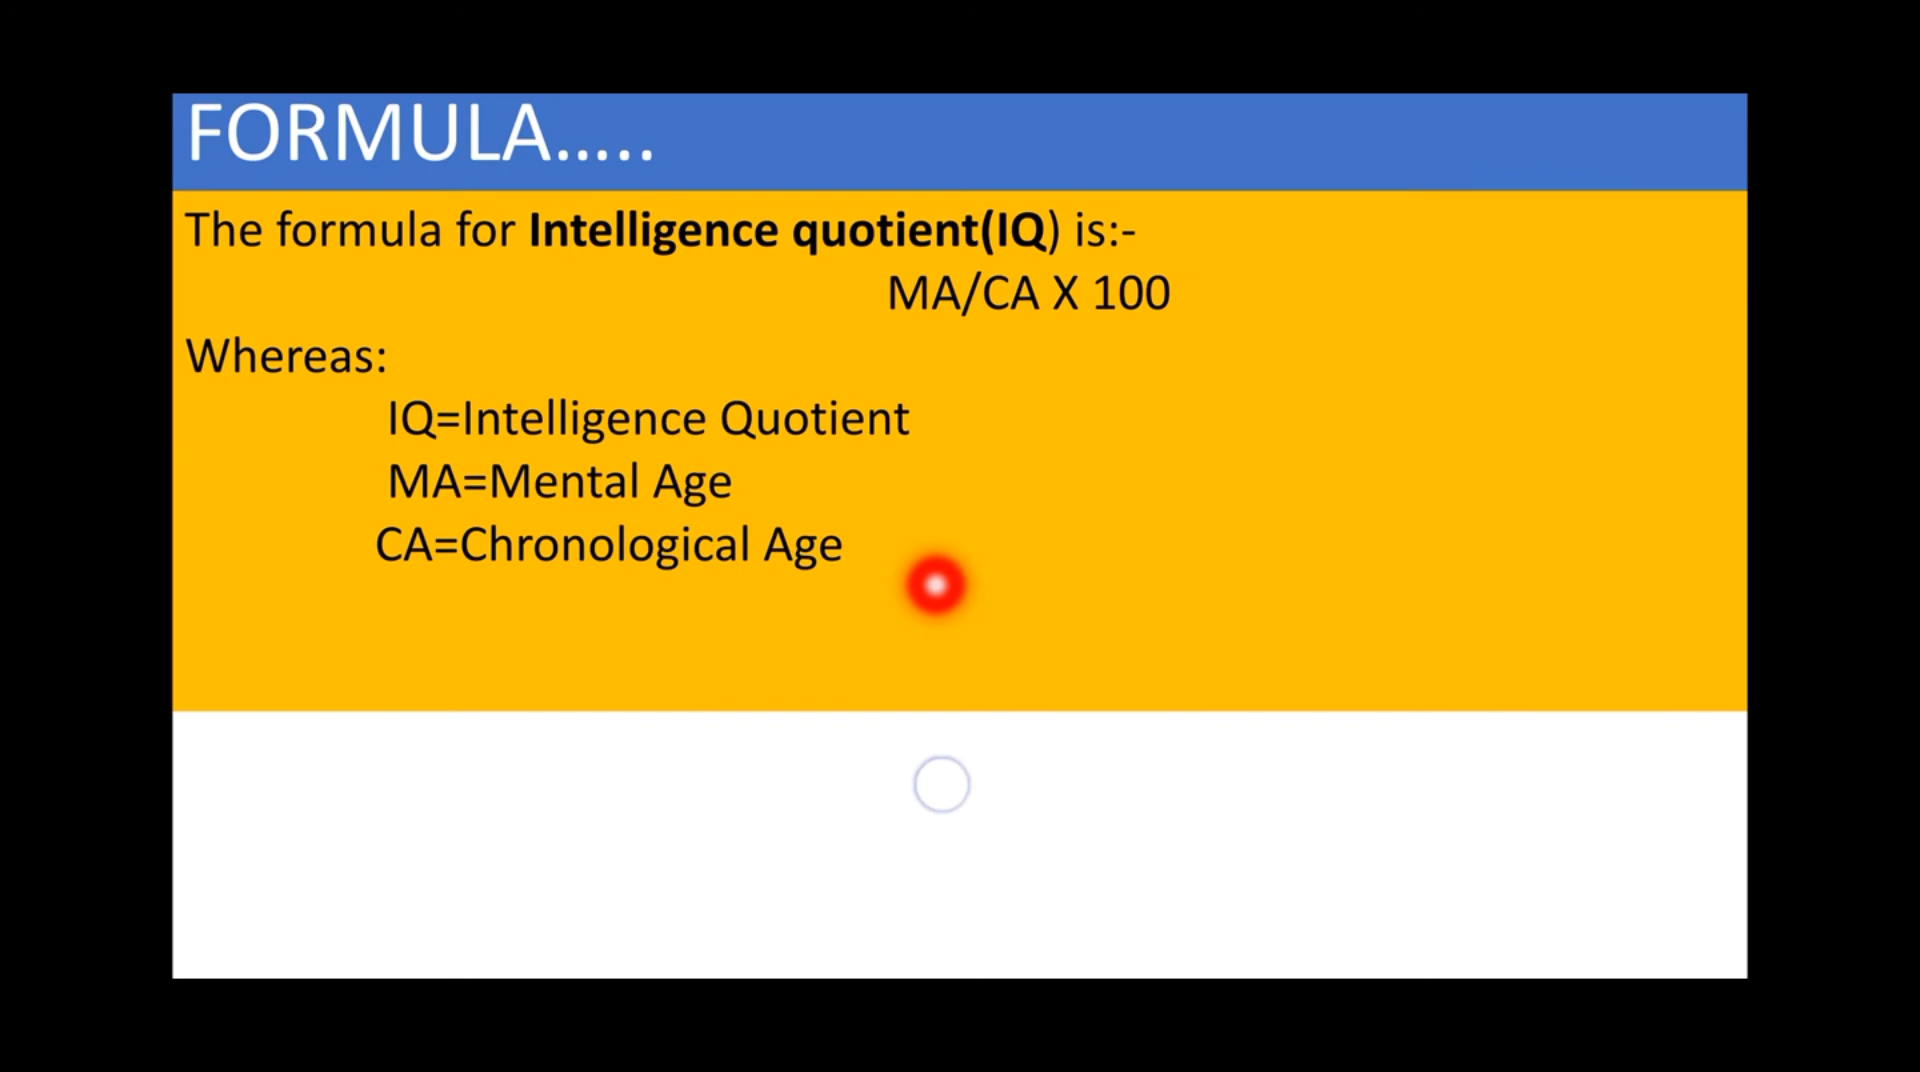 FORMULA.....
The formula for Intelligence quotient(IQ) is:-
MA/CA X 100
Whereas:
IQ=Intelligence Quotient
MA=Mental Age
CA=Chronological Age